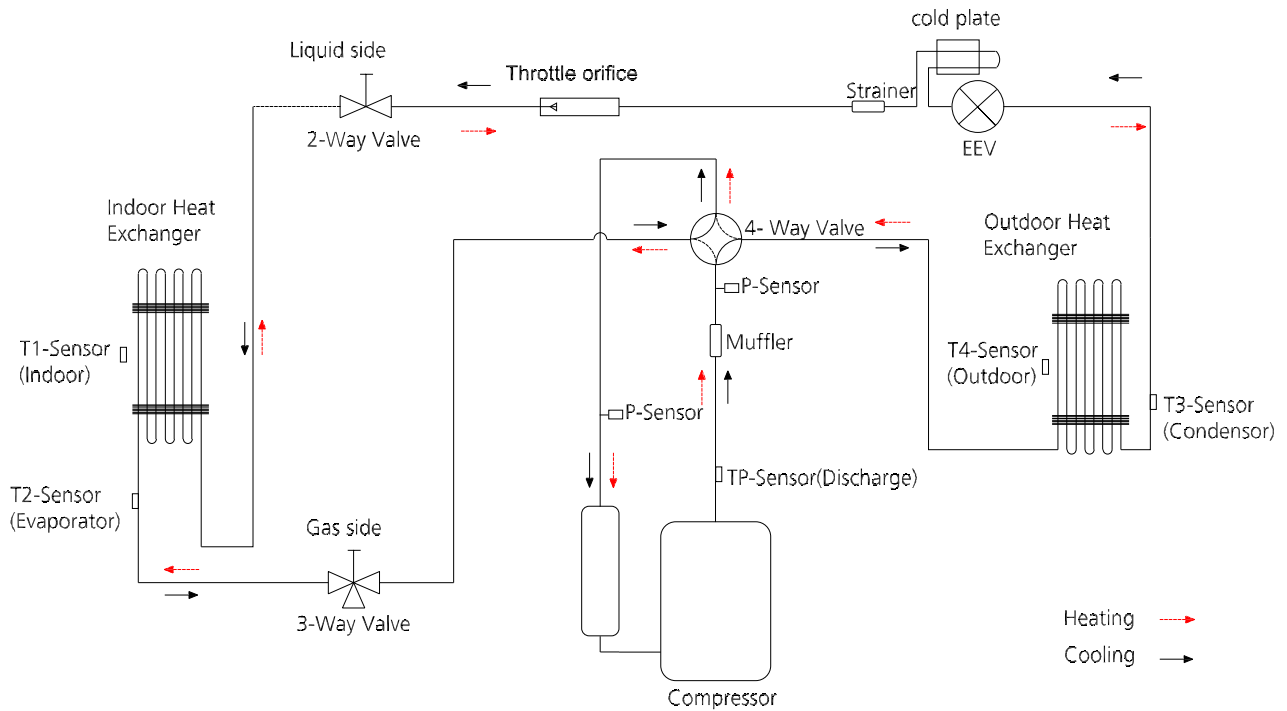 cold plate
Liquid side
Throttle orifice
Strainer
2-Way Valve
EEV
Indoor Heat
Exchanger
4- Way Valve
Outdoor Heat
Exchanger
P-Sensor
Muffler
T1-Sensor
(Indoor)
T4-Sensor
(Outdoor)
P-Sensor
T3-Sensor
(Condensor)
TP-Sensor(Discharge)
T2-Sensor
(Evaporator)
Gas side
3-Way Valve
Heating
Cooling
Compressor